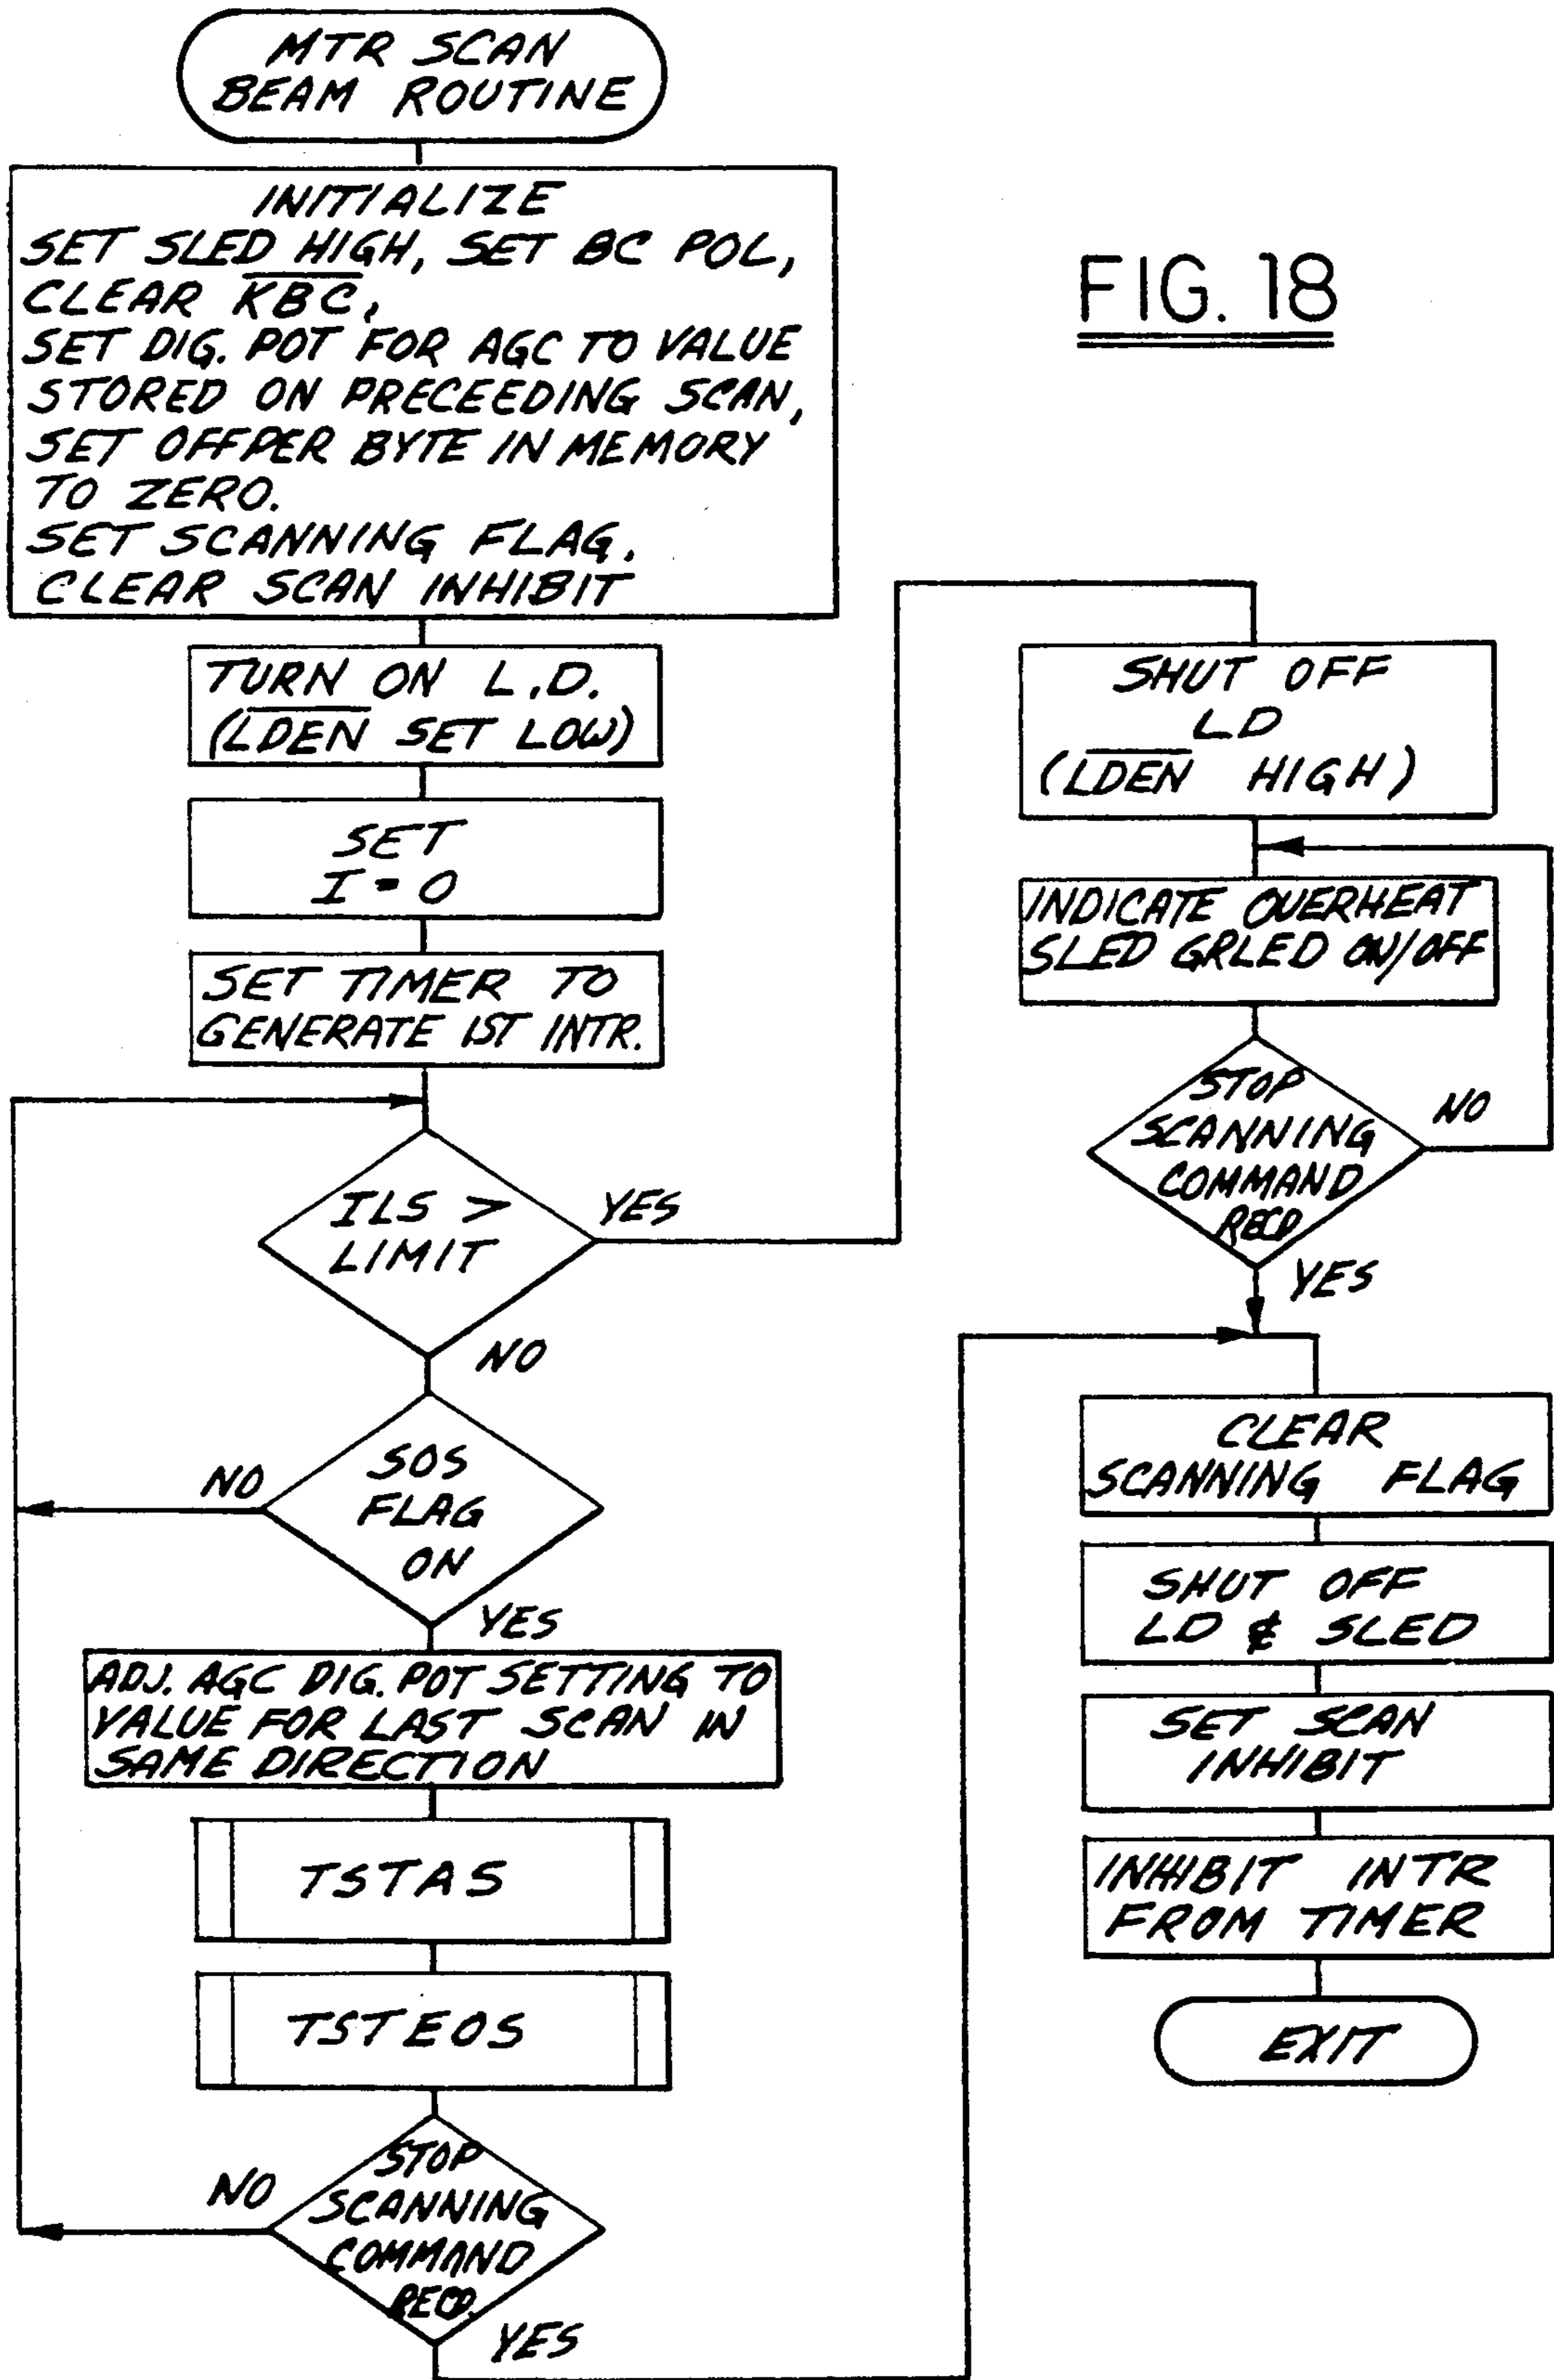 MTR SCAN
BEAM ROUTINE
INITIALIZE
SET SLED HIGH, SET BC POL,
CLEAR K̅B̅C̅,
SET DIG. POT FOR AGC TO VALUE
STORED ON PRECEEDING SCAN,
SET OFFPER BYTE IN MEMORY
TO ZERO.
SET SCANNING FLAG,
CLEAR SCAN INHIBIT
TURN ON L.D.
(L̅D̅E̅N̅ SET LOW)
SET
I = 0
SET TIMER TO
GENERATE 1ST INTR.
ILS >
LIMIT
YES
NO
SOS
FLAG
ON
NO
YES
ADJ. AGC DIG. POT SETTING TO
VALUE FOR LAST SCAN IN
SAME DIRECTION
TSTAS
TSTEOS
STOP
SCANNING
COMMAND
RECD.
NO
YES
FIG. 18
SHUT OFF
LD
(L̅D̅E̅N̅ HIGH)
INDICATE OVERHEAT
SLED GRLED ON/OFF
STOP
SCANNING
COMMAND
RECD
NO
YES
CLEAR
SCANNING FLAG
SHUT OFF
LD & SLED
SET SCAN
INHIBIT
INHIBIT INTR
FROM TIMER
EXIT